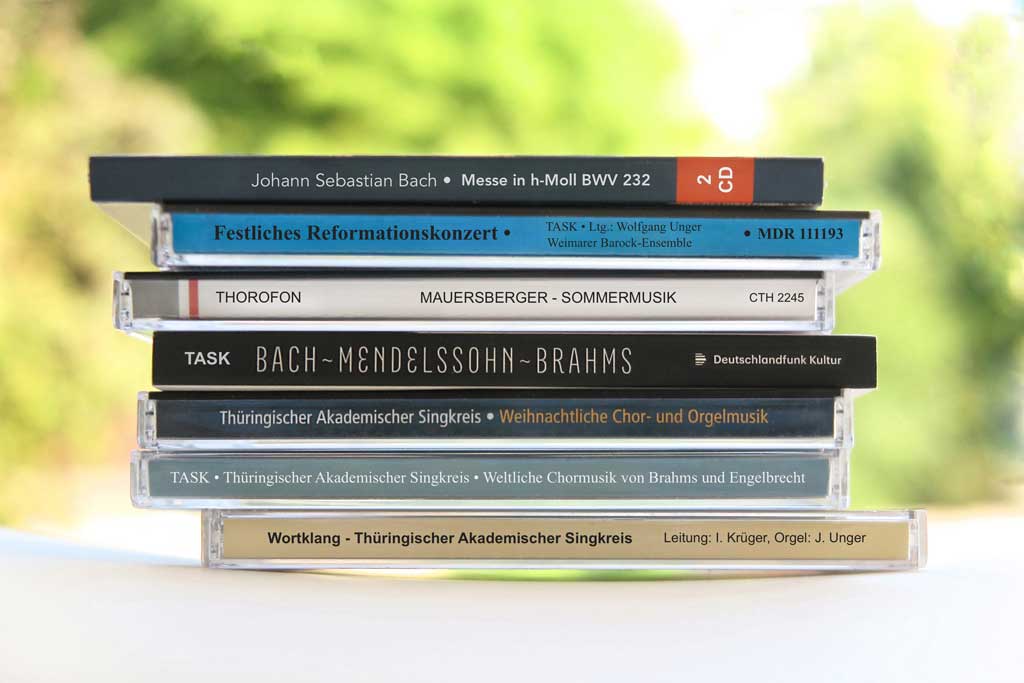 Johann Sebastian Bach • Messe in h-Moll BWV 232
2
CD
Festliches Reformationskonzert •
TASK • Ltg.: Wolfgang Unger
Weimarer Barock-Ensemble
• MDR 111193
THOROFON MAUERSBERGER - SOMMERMUSIK CTH 2245
TASK BACH~MENDELSSOHN~BRAHMS Deutschlandfunk Kultur
Thüringischer Akademischer Singkreis • Weihnachtliche Chor- und Orgelmusik
TASK • Thüringischer Akademischer Singkreis • Weltliche Chormusik von Brahms und Engelbrecht
Wortklang - Thüringischer Akademischer Singkreis Leitung: I. Krüger, Orgel: J. Unger